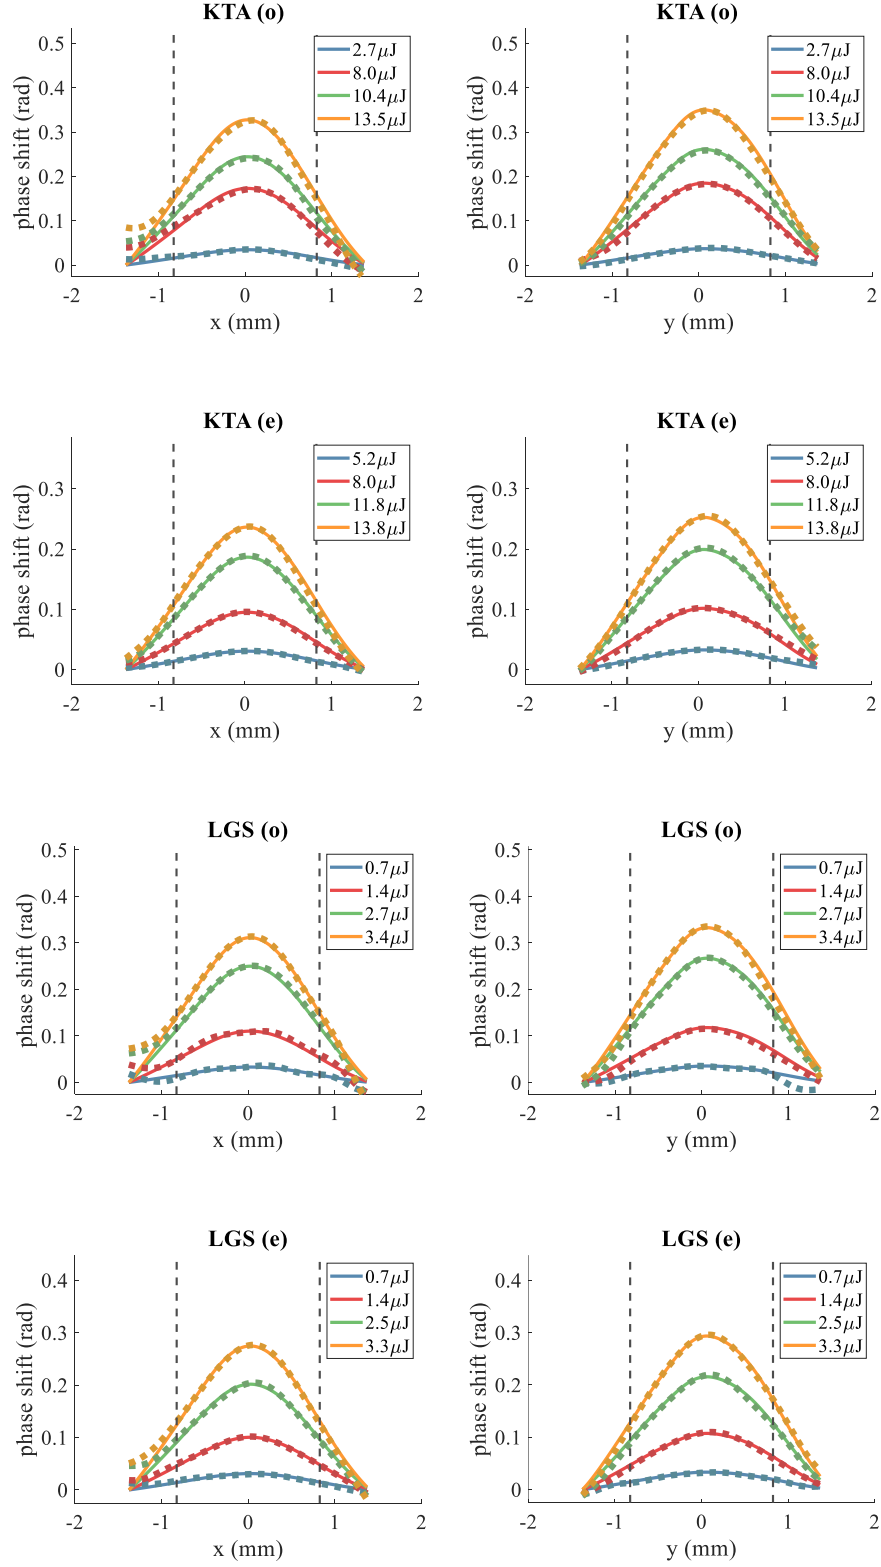 KTA (o)
phase shift (rad)
0.5
0.4
0.3
0.2
0.1
0
-2
-1
0
1
2
x (mm)
2.7μJ
8.0μJ
10.4μJ
13.5μJ
KTA (o)
phase shift (rad)
0.5
0.4
0.3
0.2
0.1
0
-2
-1
0
1
2
y (mm)
2.7μJ
8.0μJ
10.4μJ
13.5μJ
KTA (e)
phase shift (rad)
0.3
0.2
0.1
0
-2
-1
0
1
2
x (mm)
5.2μJ
8.0μJ
11.8μJ
13.8μJ
KTA (e)
phase shift (rad)
0.3
0.2
0.1
0
-2
-1
0
1
2
y (mm)
5.2μJ
8.0μJ
11.8μJ
13.8μJ
LGS (o)
phase shift (rad)
0.5
0.4
0.3
0.2
0.1
0
-2
-1
0
1
2
x (mm)
0.7μJ
1.4μJ
2.7μJ
3.4μJ
LGS (o)
phase shift (rad)
0.5
0.4
0.3
0.2
0.1
0
-2
-1
0
1
2
y (mm)
0.7μJ
1.4μJ
2.7μJ
3.4μJ
LGS (e)
phase shift (rad)
0.4
0.3
0.2
0.1
0
-2
-1
0
1
2
x (mm)
0.7μJ
1.4μJ
2.5μJ
3.3μJ
LGS (e)
phase shift (rad)
0.4
0.3
0.2
0.1
0
-2
-1
0
1
2
y (mm)
0.7μJ
1.4μJ
2.5μJ
3.3μJ